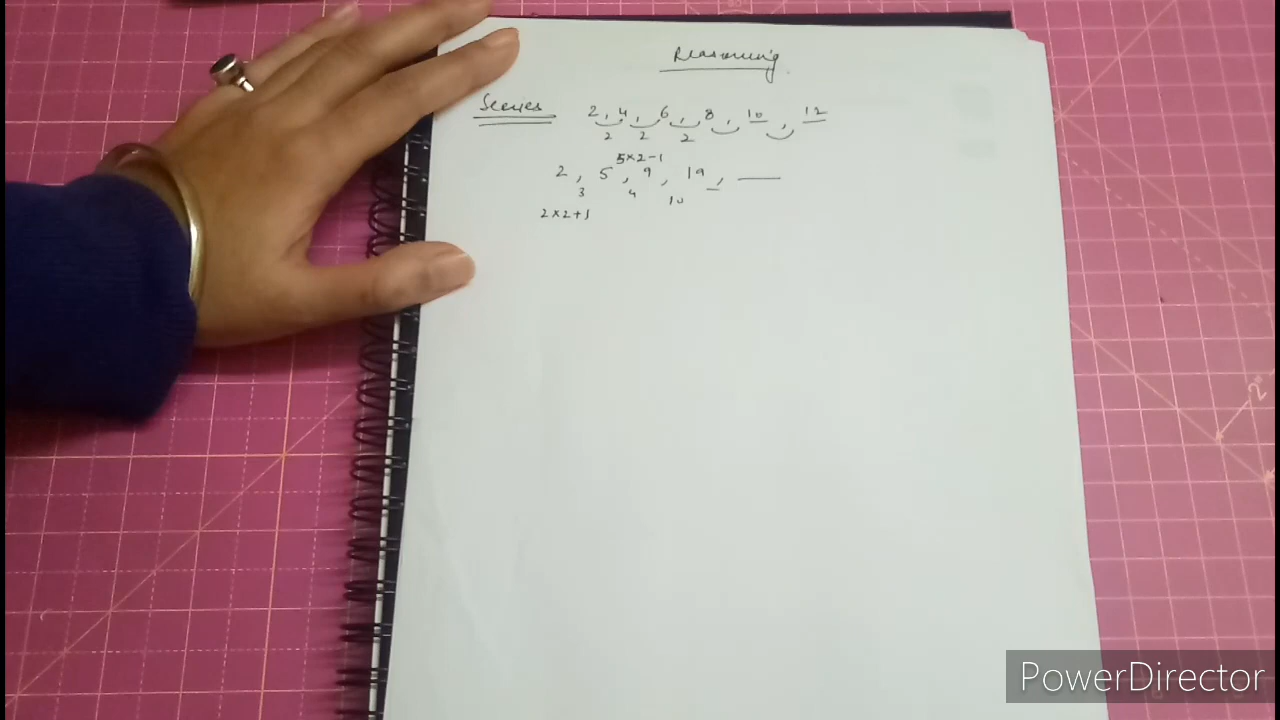 Reasoning
Series 2, 4, 6, 8, 10, 12
2 2 2
5×2-1
2, 5, 9, 19, _
3 4 10
2×2+1
2"
PowerDirector